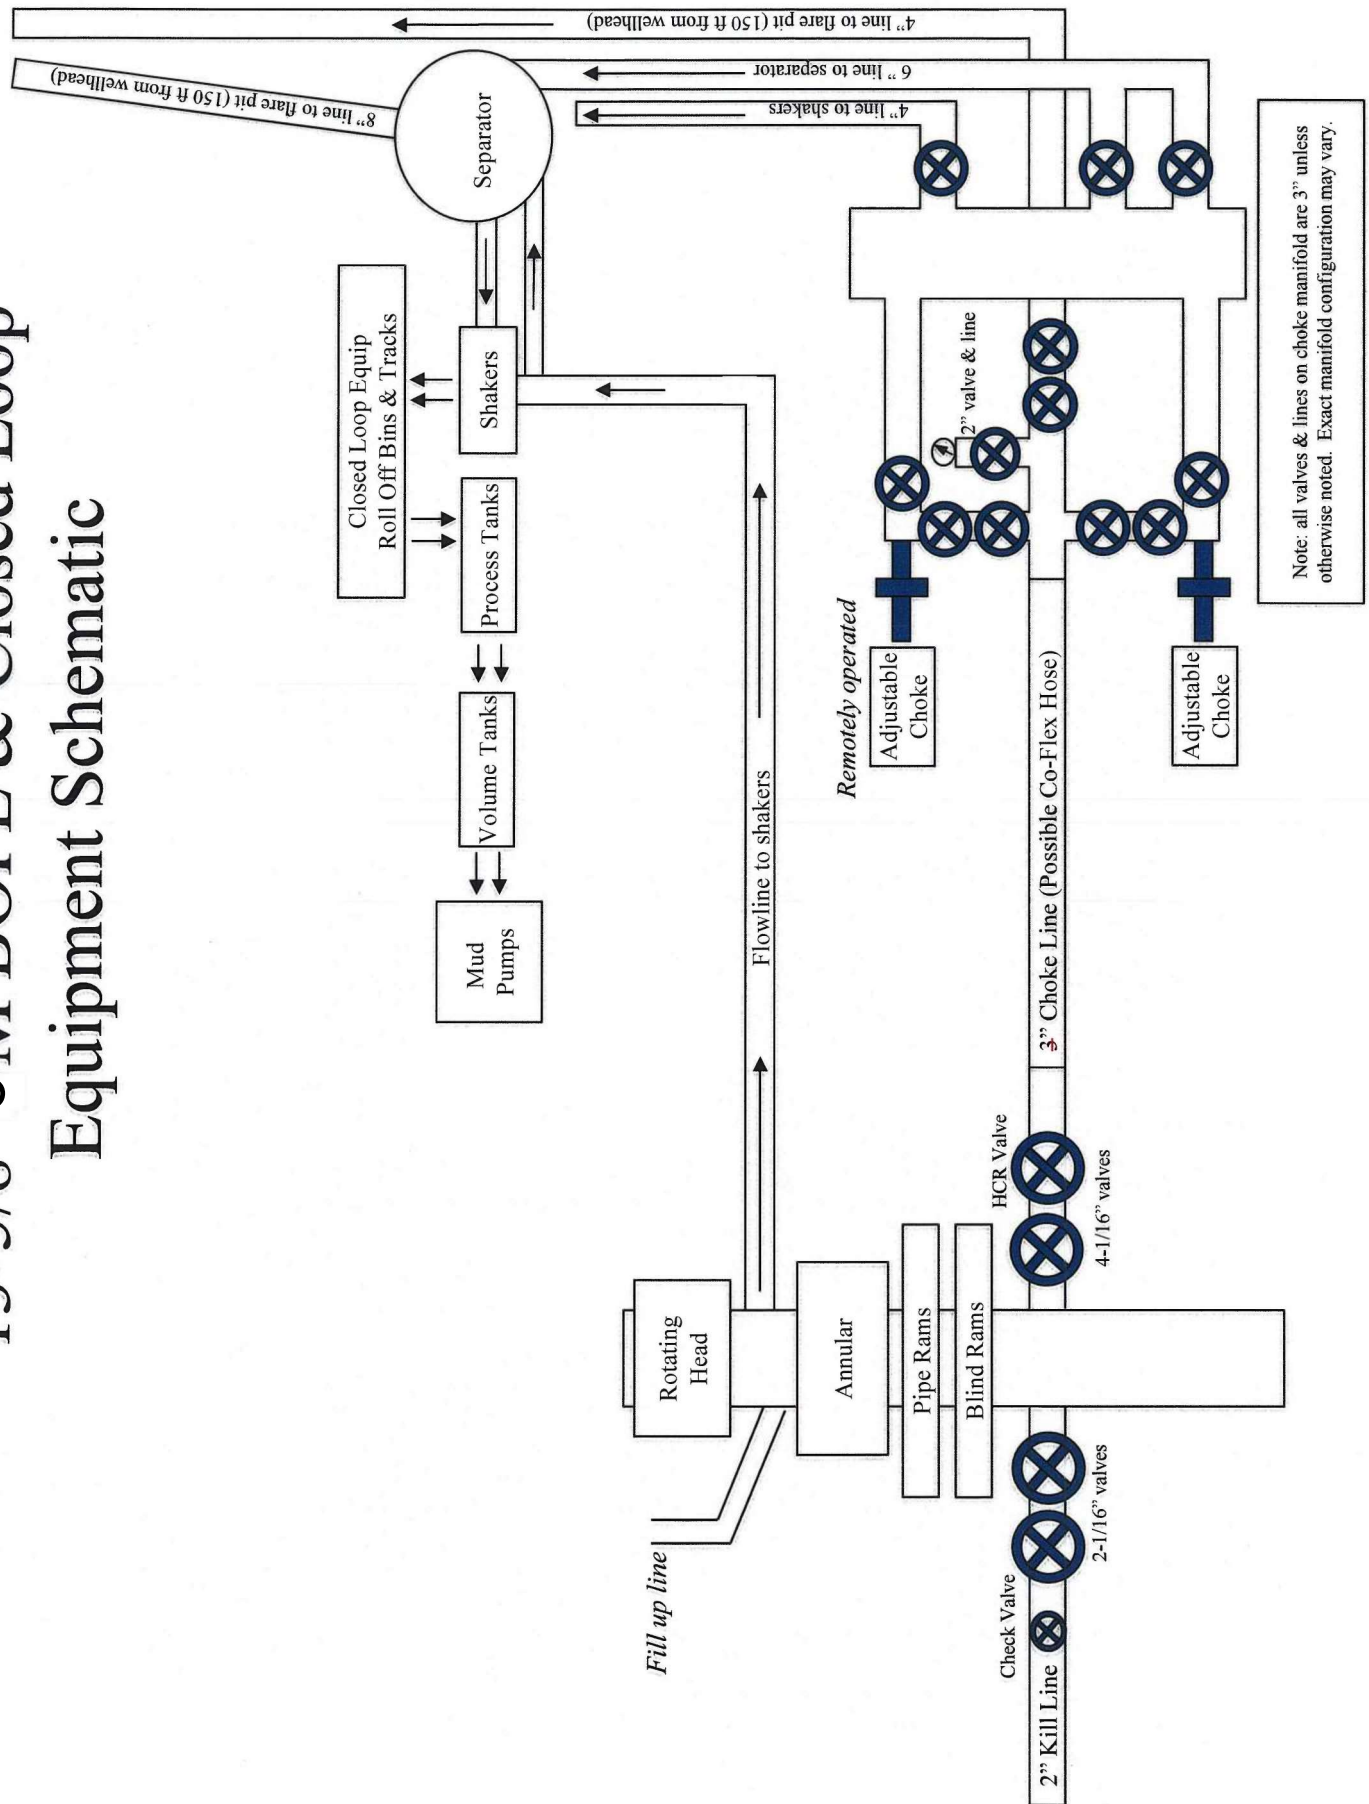 BOPE & Closed Loop
Equipment Schematic
4” line to flare pit (150 ft from wellhead)
8” line to flare pit (150 ft from wellhead)
6” line to separator
4” line to shakers
Separator
Closed Loop Equip
Roll Off Bins & Tracks
Shakers
Process Tanks
Volume Tanks
Mud
Pumps
Flowline to shakers
Fill up line
Rotating
Head
Annular
Pipe Rams
Blind Rams
2” Kill Line
Check Valve
2-1/16” valves
HCR Valve
4-1/16” valves
3” Choke Line (Possible Co-Flex Hose)
Remotely operated
Adjustable
Choke
2” valve & line
Adjustable
Choke
Note: all valves & lines on choke manifold are 3” unless
otherwise noted. Exact manifold configuration may vary.